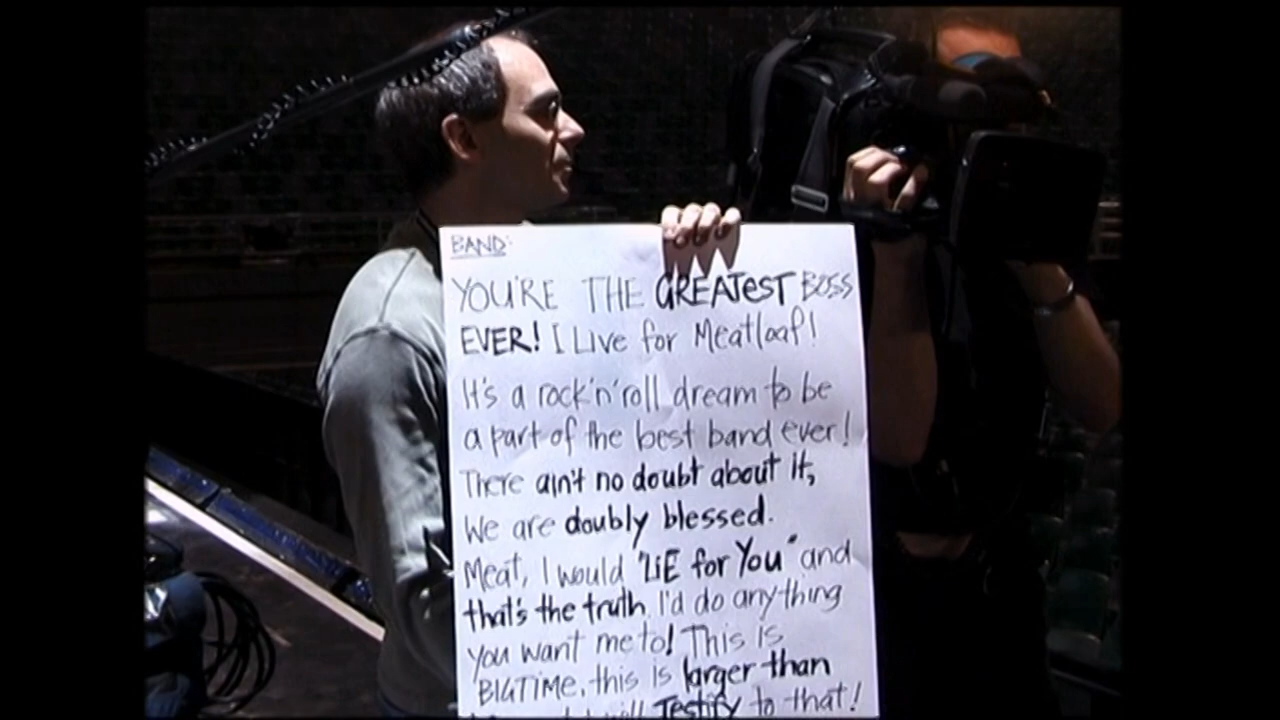 BAND:
YOU'RE THE GREATEST BOSS
EVER! I Live for Meatloaf!
It's a rock'n'roll dream to be
a part of the best band ever!
There ain't no doubt about it,
We are doubly blessed.
Meat, I would "LIE for You" and
that's the truth. I'd do anything
you want me to! This is
BIGTIME, this is larger than
will Testify to that!